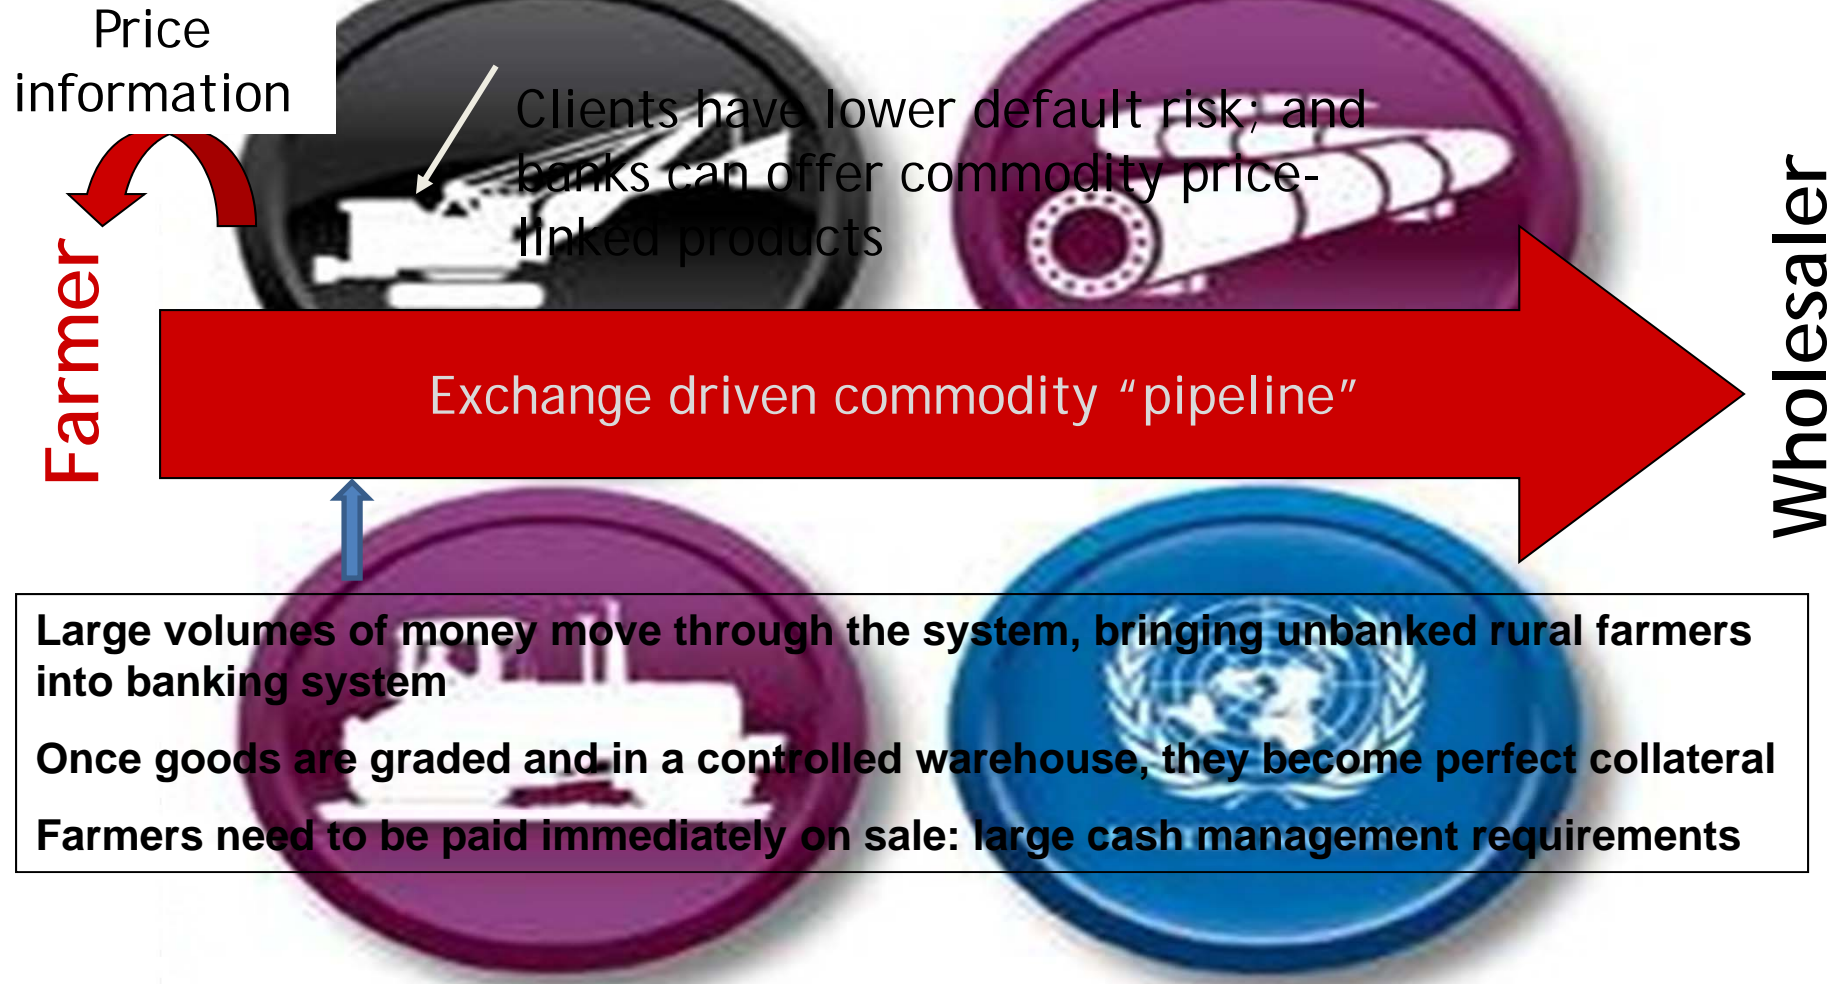 Price
information
Clients have lower default risk; and
banks can offer commodity price-
linked products
Farmer
Exchange driven commodity “pipeline”
Wholesaler
Large volumes of money move through the system, bringing unbanked rural farmers
into banking system
Once goods are graded and in a controlled warehouse, they become perfect collateral
Farmers need to be paid immediately on sale: large cash management requirements